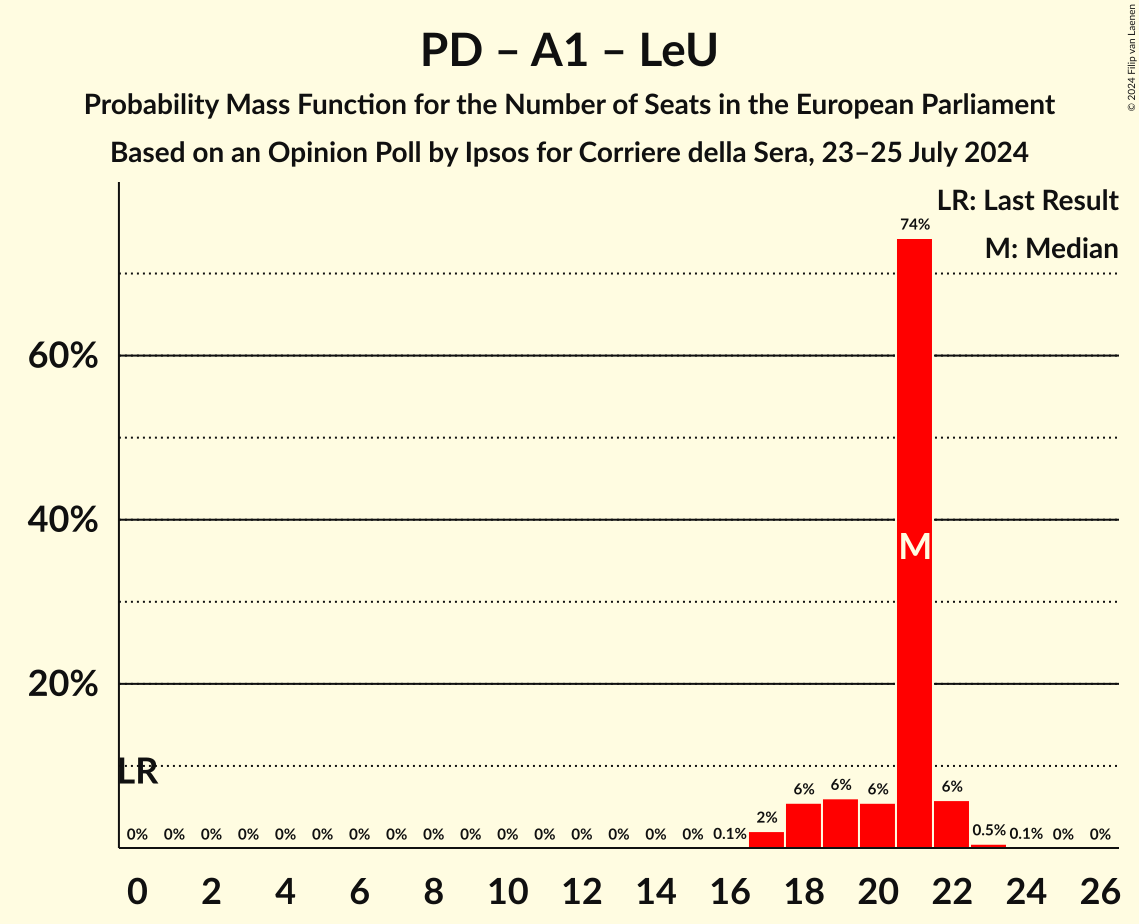 © 2024 Filip van Laenen
PD – A1 – LeU
Probability Mass Function for the Number of Seats in the European Parliament
Based on an Opinion Poll by Ipsos for Corriere della Sera, 23–25 July 2024
LR: Last Result
M: Median
74%
60%
40%
M
20%
LR
0% 0% 0% 0% 0% 0% 0% 0% 0% 0% 0% 0% 0% 0% 0% 0% 0.1% 2% 6% 6% 6% 6% 0.5% 0.1% 0% 0%
0 2 4 6 8 10 12 14 16 18 20 22 24 26